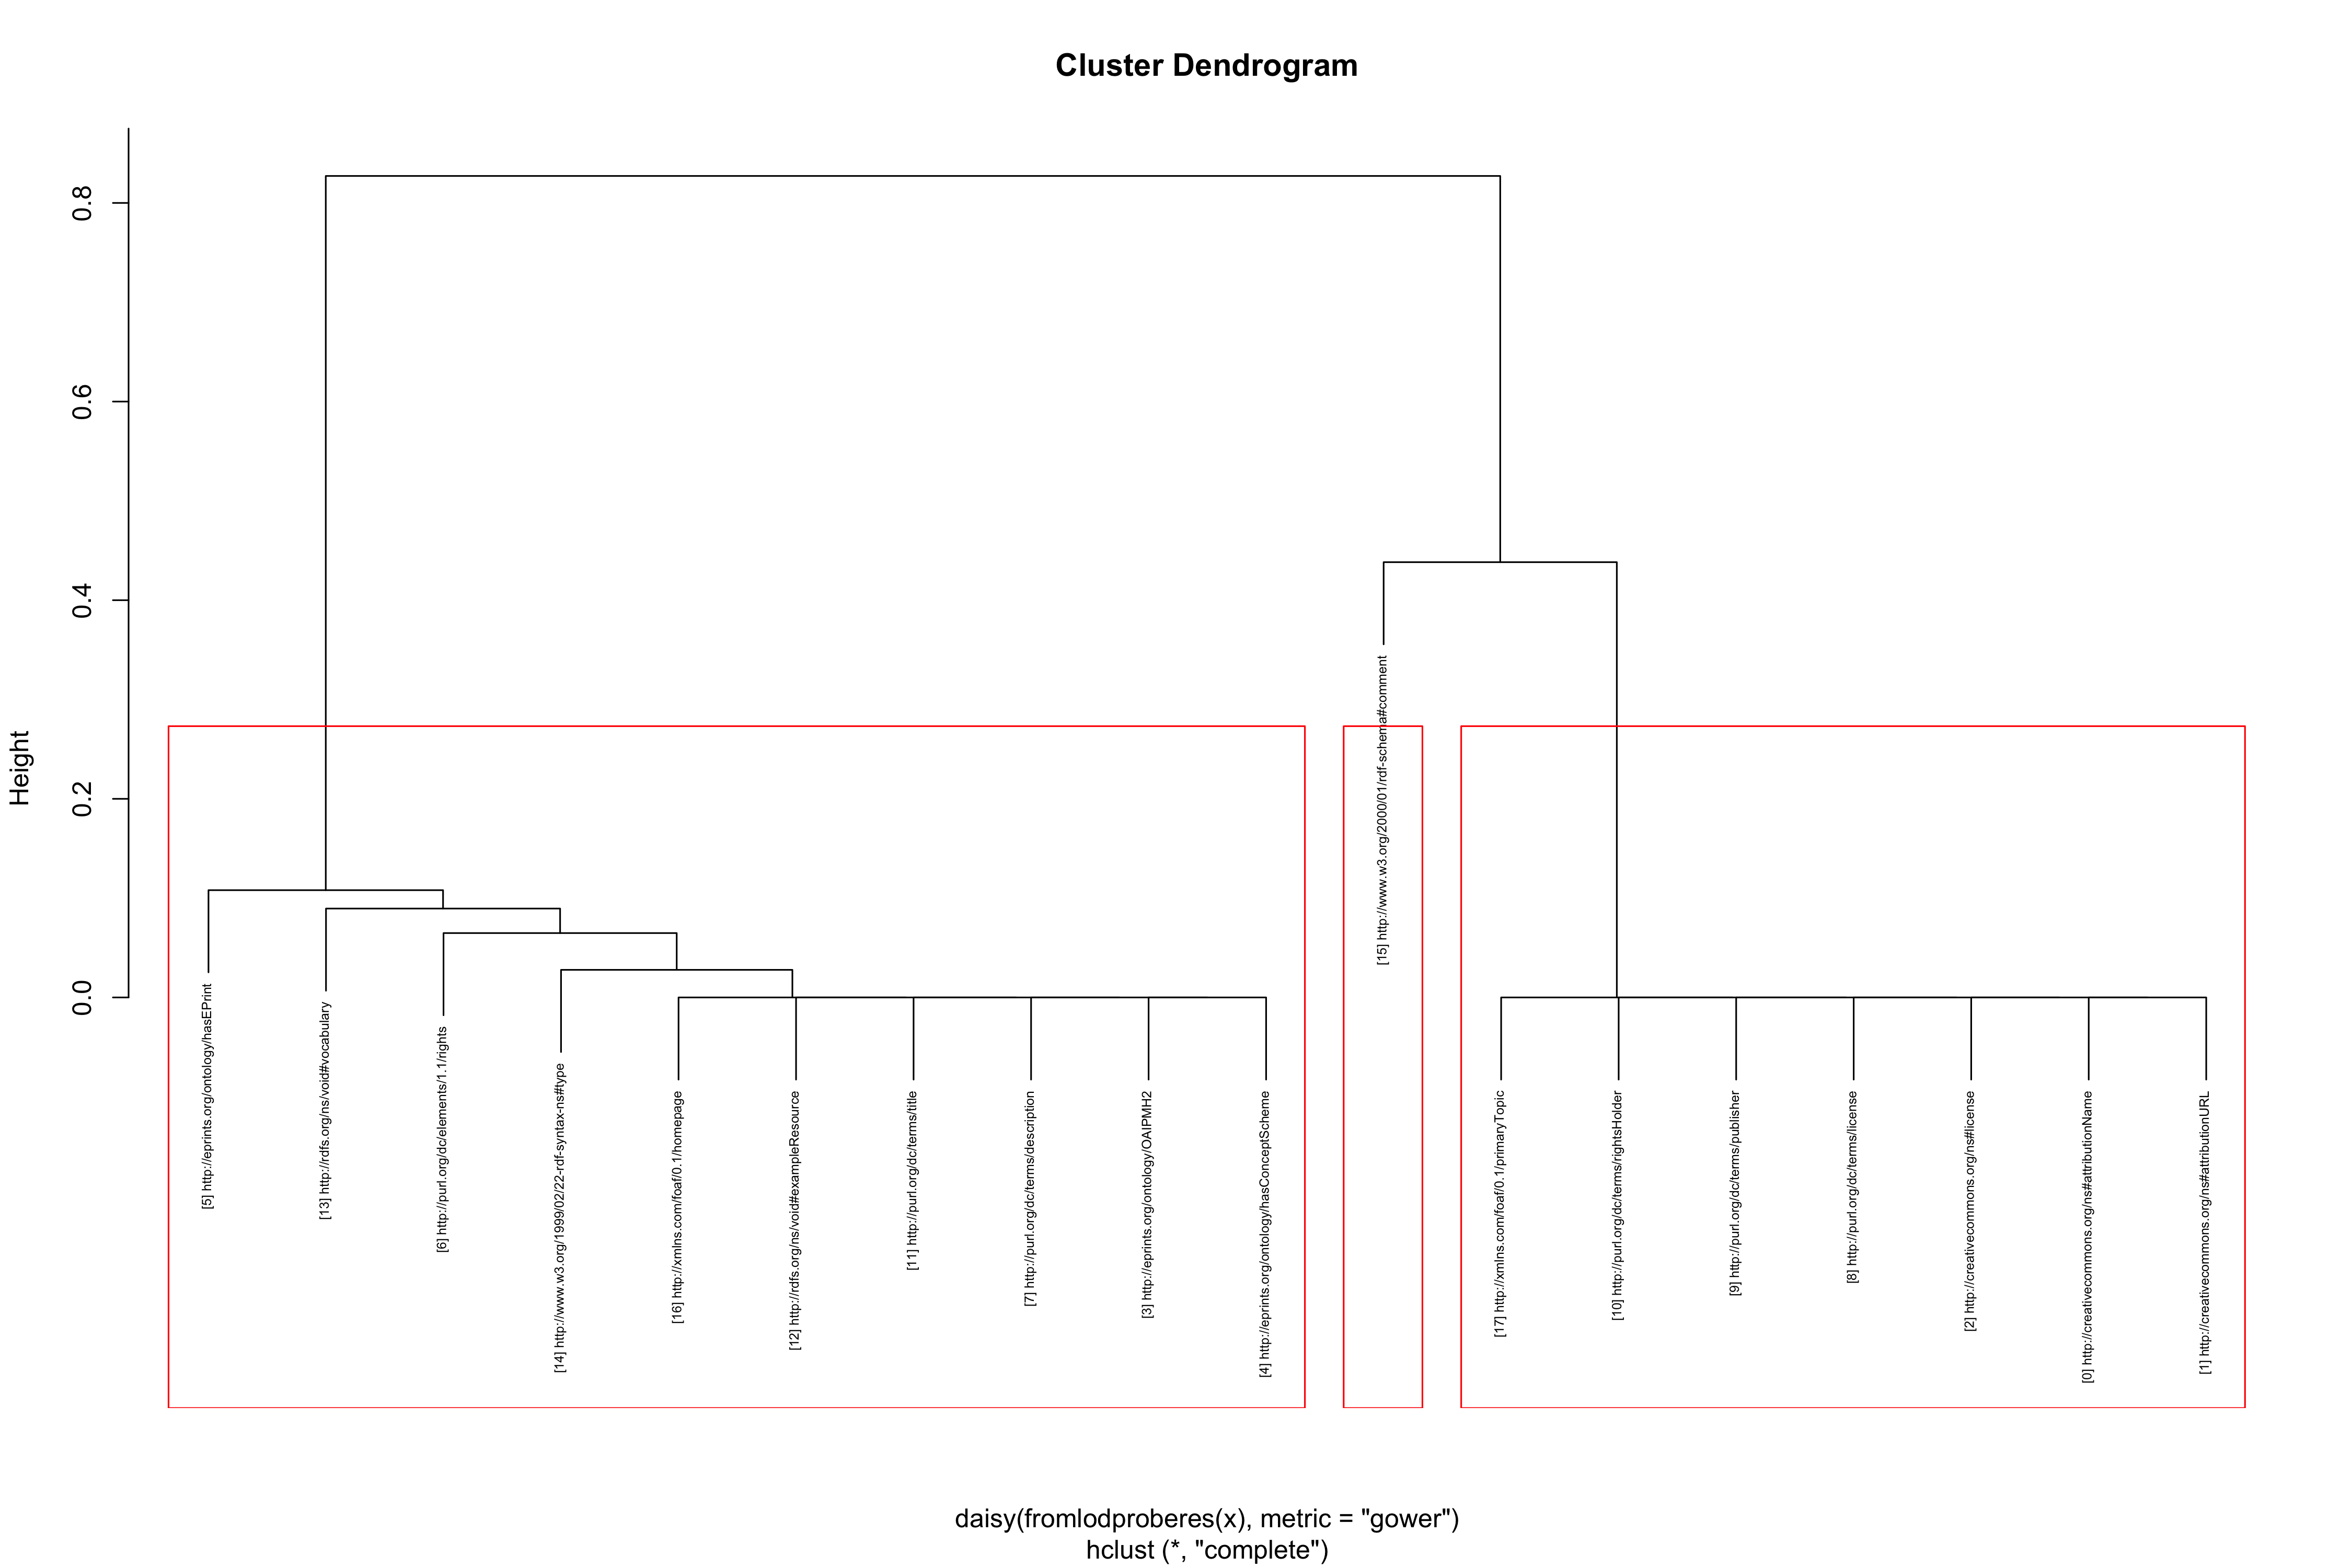 Cluster Dendrogram
Height
0.8
0.6
0.4
0.2
0.0
[5] http://eprints.org/ontology/hasEPrint
[13] http://rdfs.org/ns/void#vocabulary
[6] http://purl.org/dc/elements/1.1/rights
[14] http://www.w3.org/1999/02/22-rdf-syntax-ns#type
[16] http://xmlns.com/foaf/0.1/homepage
[12] http://rdfs.org/ns/void#exampleResource
[11] http://purl.org/dc/terms/title
[7] http://purl.org/dc/terms/description
[3] http://eprints.org/ontology/OAIPMH2
[4] http://eprints.org/ontology/hasConceptScheme
[15] http://www.w3.org/2000/01/rdf-schema#comment
[17] http://xmlns.com/foaf/0.1/primaryTopic
[10] http://purl.org/dc/terms/rightsHolder
[9] http://purl.org/dc/terms/publisher
[8] http://purl.org/dc/terms/license
[2] http://creativecommons.org/ns#license
[0] http://creativecommons.org/ns#attributionName
[1] http://creativecommons.org/ns#attributionURL
daisy(fromlodproberes(x), metric = "gower")
hclust (*, "complete")